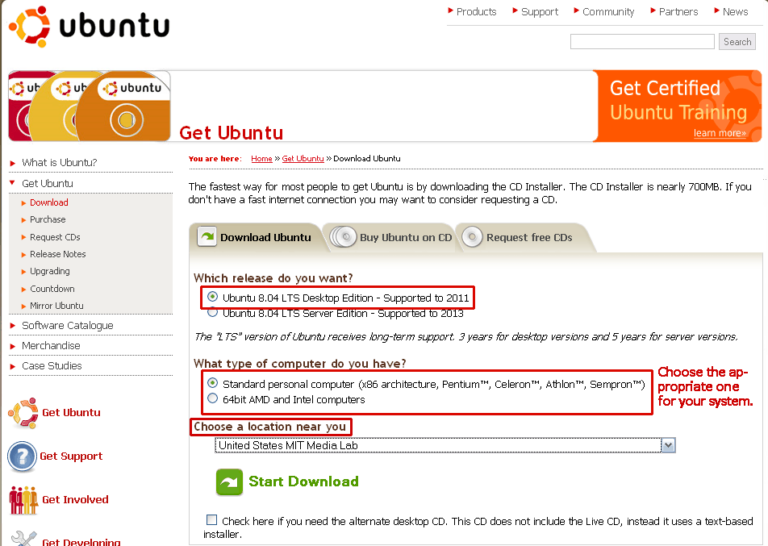 ubuntu
Products
Support
Community
Partners
News
Search
ubuntu
Get Ubuntu
Get Certified
Ubuntu Training
learn more»
What is Ubuntu?
Get Ubuntu
Download
Purchase
Request CDs
Release Notes
Upgrading
Countdown
Mirror Ubuntu
Software Catalogue
Merchandise
Case Studies
Get Ubuntu
Get Support
Get Involved
Get Developing
You are here: Home » Get Ubuntu » Download Ubuntu
The fastest way for most people to get Ubuntu is by downloading the CD Installer. The CD Installer is nearly 700MB. If you
don't have a fast internet connection you may want to consider requesting a CD.
Download Ubuntu
Buy Ubuntu on CD
Request free CDs
Which release do you want?
Ubuntu 8.04 LTS Desktop Edition - Supported to 2011
Ubuntu 8.04 LTS Server Edition - Supported to 2013
The "LTS" version of Ubuntu receives long-term support. 3 years for desktop versions and 5 years for server versions.
What type of computer do you have?
Standard personal computer (x86 architecture, Pentium™, Celeron™, Athlon™, Sempron™)
64bit AMD and Intel computers
Choose the ap-
propriate one
for your system.
Choose a location near you
United States MIT Media Lab
Start Download
Check here if you need the alternate desktop CD. This CD does not include the Live CD, instead it uses a text-based
installer.